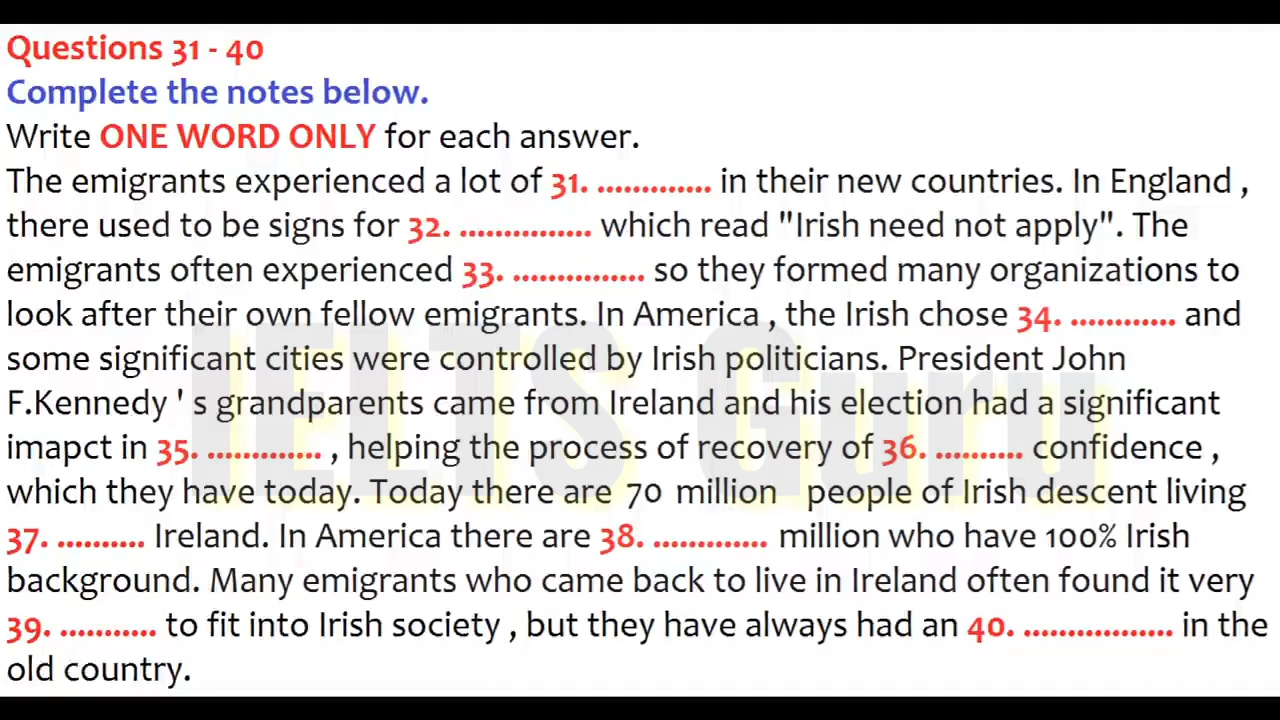 Questions 31 - 40
Complete the notes below.
Write ONE WORD ONLY for each answer.
The emigrants experienced a lot of 31. ............. in their new countries. In England ,
there used to be signs for 32. ............... which read "Irish need not apply". The
emigrants often experienced 33. ............... so they formed many organizations to
look after their own fellow emigrants. In America , the Irish chose 34. ............ and
some significant cities were controlled by Irish politicians. President John
F.Kennedy ' s grandparents came from Ireland and his election had a significant
imapct in 35. ............. , helping the process of recovery of 36. .......... confidence ,
which they have today. Today there are 70 million people of Irish descent living
37. .......... Ireland. In America there are 38. ............. million who have 100% Irish
background. Many emigrants who came back to live in Ireland often found it very
39. ........... to fit into Irish society , but they have always had an 40. ................. in the
old country.
IELTS Guru